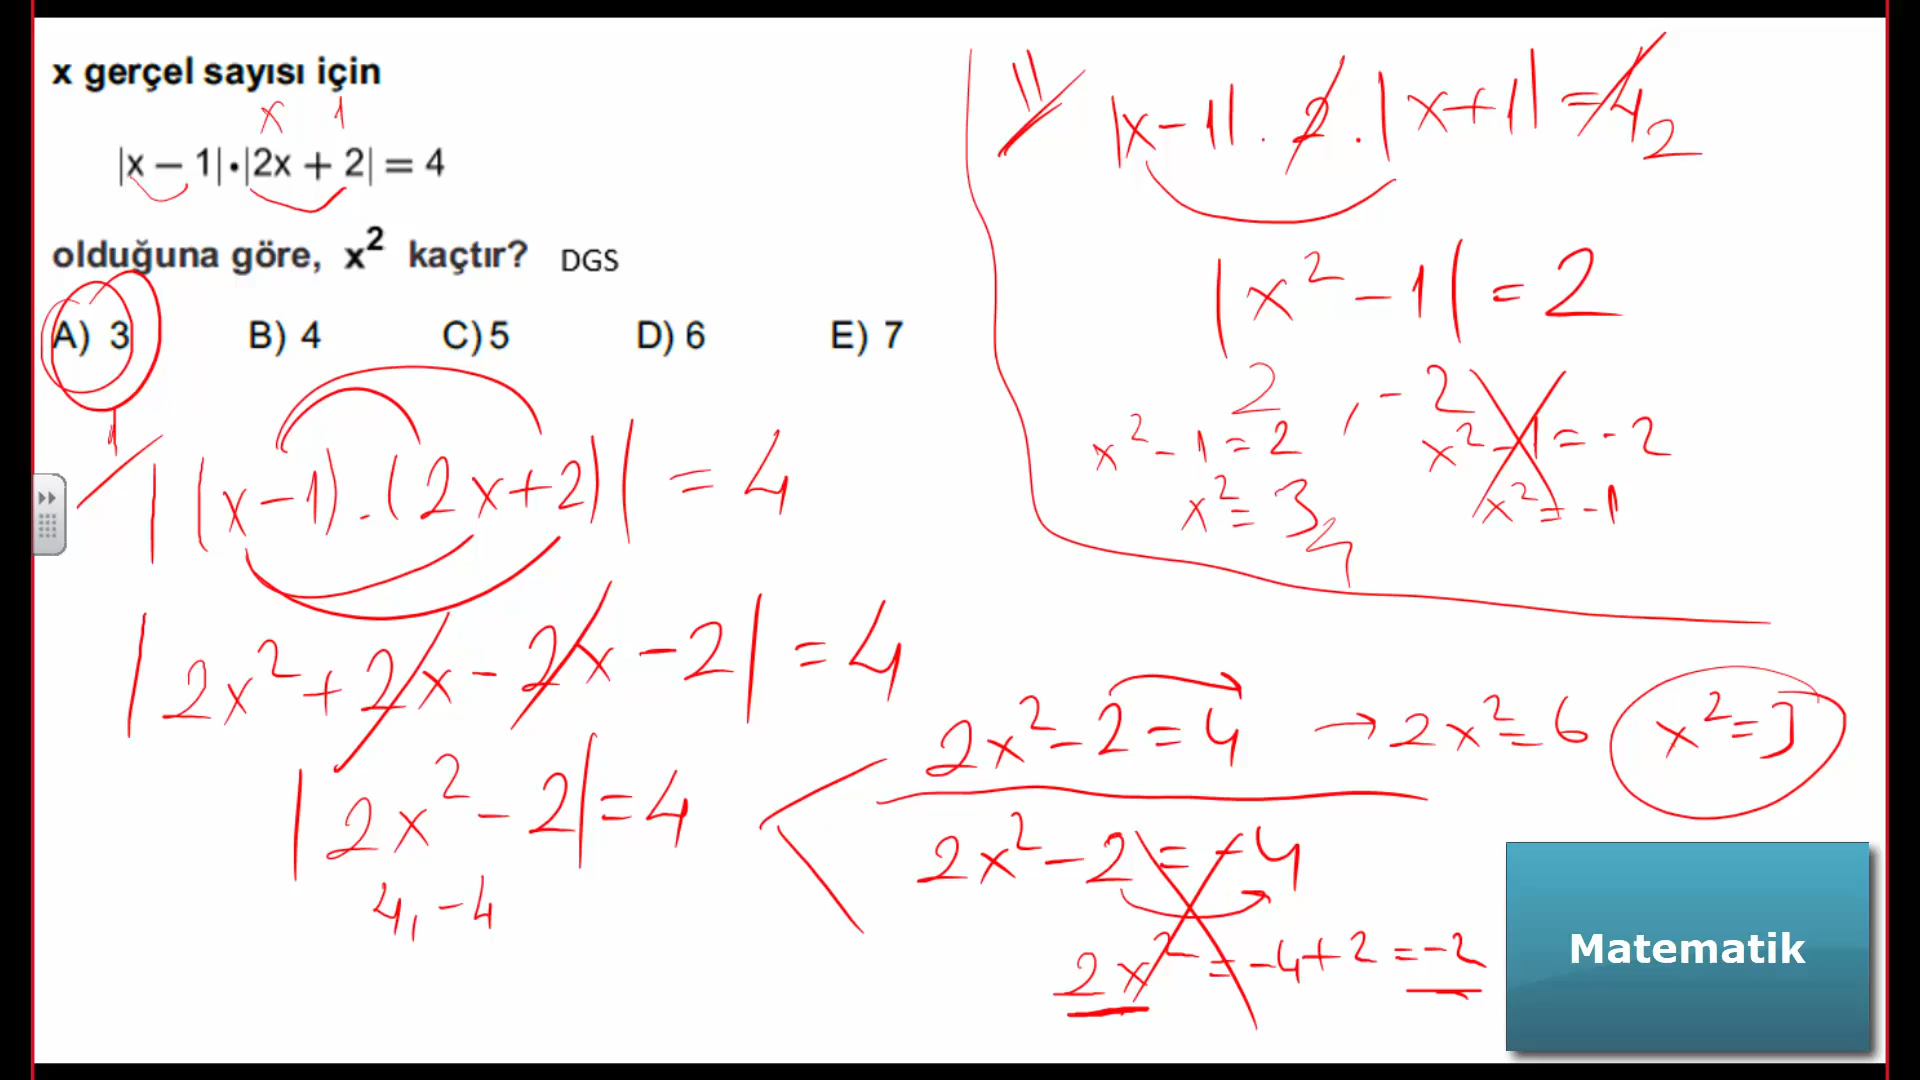 x gerçel sayısı için
x 1
|x − 1|·|2x + 2| = 4
olduğuna göre, x² kaçtır? DGS
A) 3 B) 4 C) 5 D) 6 E) 7
|(x-1).(2x+2)| = 4
|2x²+2x-2x-2| = 4
|2x²-2| = 4
4, -4
2x²-2=4 → 2x²=6 x²=3
2x²-2=-4
2x²=-4+2=-2
|x-1|.2.|x+1|=4 2
|x²-1|=2
2, -2
x²-1=2 x²-1=-2
x²=3 x²=-1
Matematik